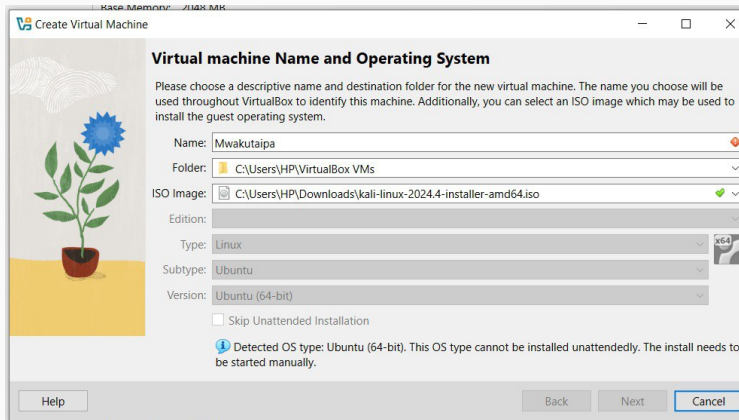 Base Memory: 2048 MB
Create Virtual Machine
Virtual machine Name and Operating System
Please choose a descriptive name and destination folder for the new virtual machine. The name you choose will be
used throughout VirtualBox to identify this machine. Additionally, you can select an ISO image which may be used to
install the guest operating system.
Name: Mwakutaipa
Folder: C:\Users\HP\VirtualBox VMs
ISO Image: C:\Users\HP\Downloads\kali-linux-2024.4-installer-amd64.iso
Edition:
Type: Linux
x64
Subtype: Ubuntu
Version: Ubuntu (64-bit)
Skip Unattended Installation
Detected OS type: Ubuntu (64-bit). This OS type cannot be installed unattendedly. The install needs to
be started manually.
Help Back Next Cancel